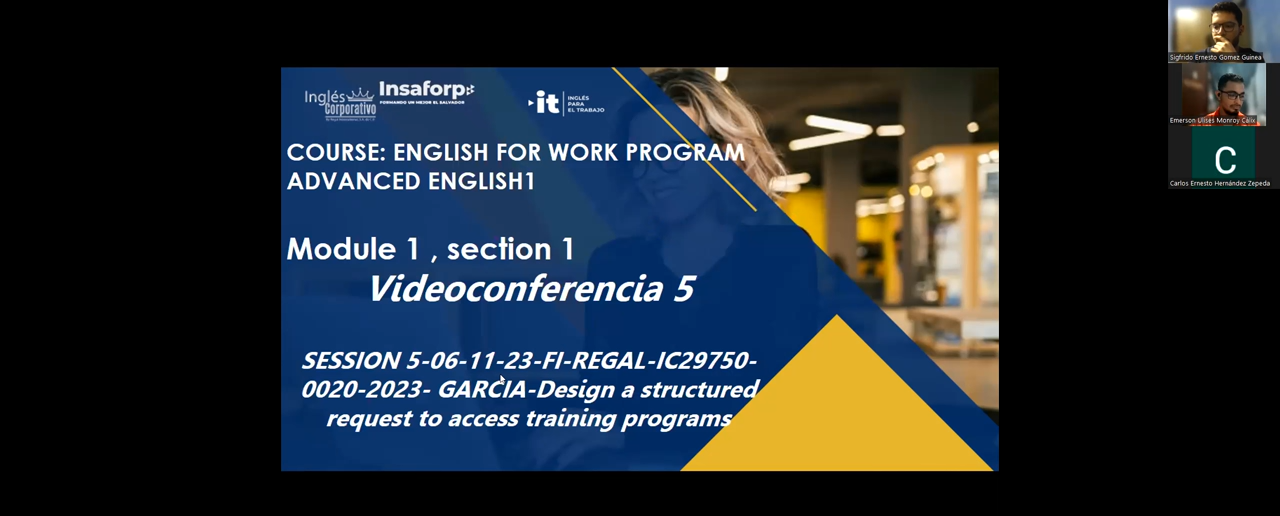 Inglés
Corporativo
Insaforp
FORMANDO UN MEJOR EL SALVADOR
it
INGLÉS
PARA
EL TRABAJO
COURSE: ENGLISH FOR WORK PROGRAM
ADVANCED ENGLISH1
Module 1 , section 1
Videoconferencia 5
SESSION 5-06-11-23-FI-REGAL-IC29750-
0020-2023- GARCIA-Design a structured
request to access training programs
Sigfrido Ernesto Gomez Guinea
Emerson Ulises Monroy Cálix
C
Carlos Ernesto Hernández Zepeda